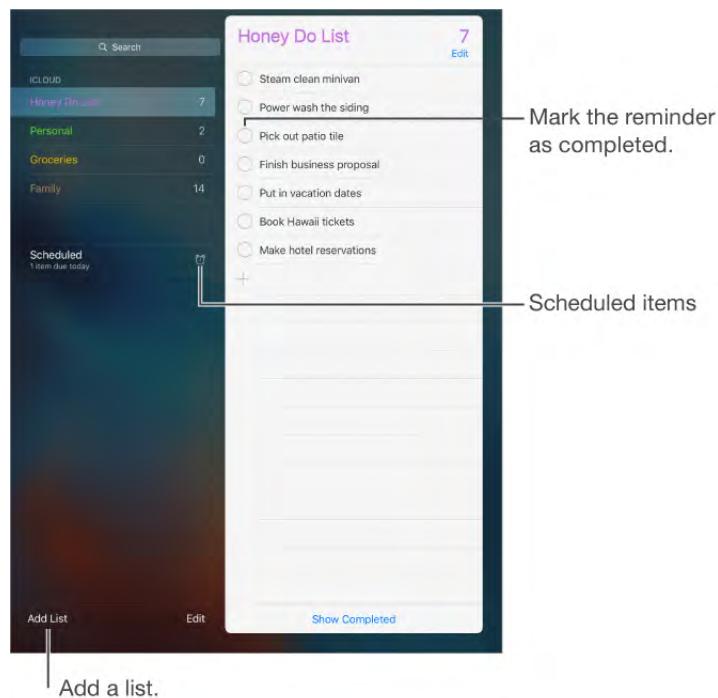 Search
ICLOUD
Honey Do List 7
Personal 2
Groceries 0
Family 14
Scheduled
1 item due today
Add List Edit
Honey Do List 7
Edit
Steam clean minivan
Power wash the siding
Pick out patio tile
Finish business proposal
Put in vacation dates
Book Hawaii tickets
Make hotel reservations
Show Completed
Mark the reminder
as completed.
Scheduled items
Add a list.